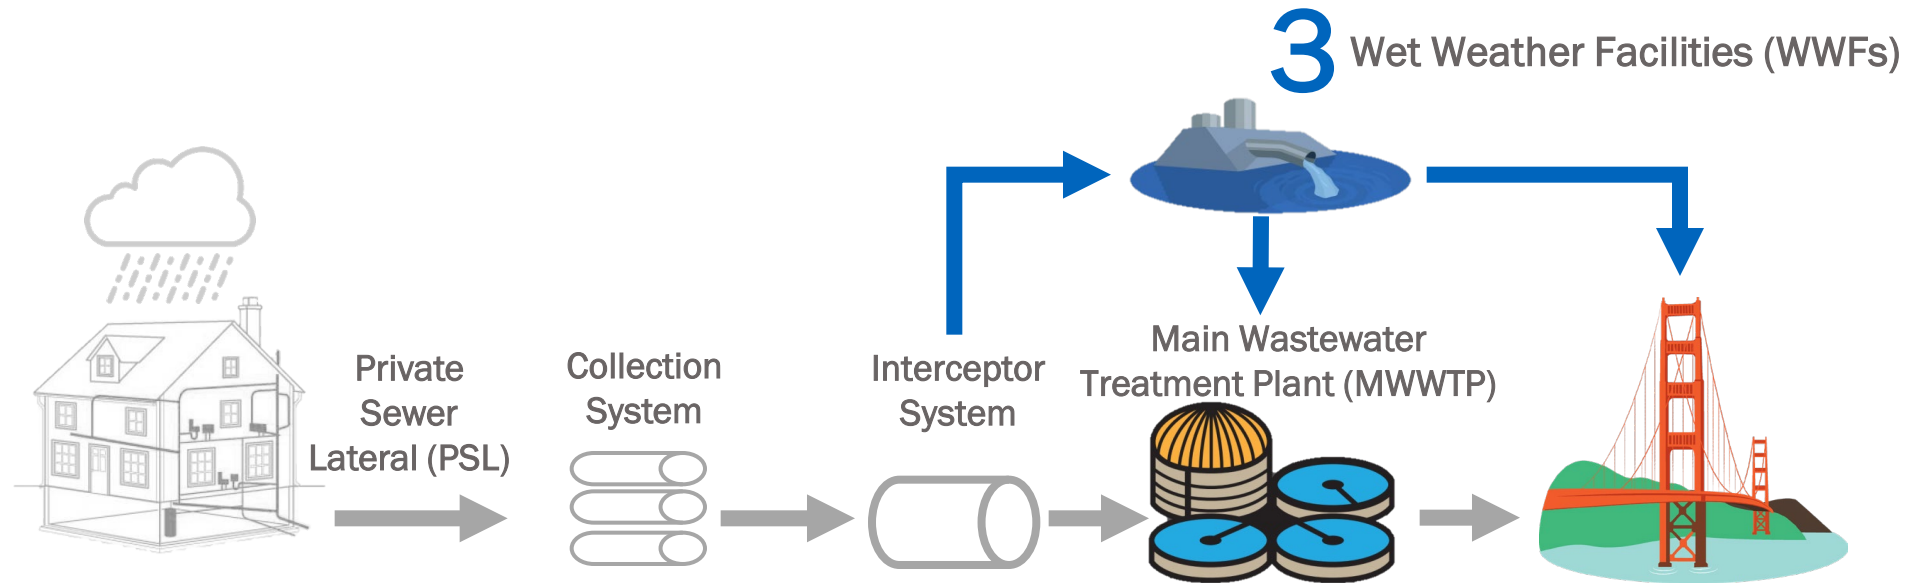 3 Wet Weather Facilities (WWFs)
Private
Sewer
Lateral (PSL)
Collection
System
Interceptor
System
Main Wastewater
Treatment Plant (MWWTP)